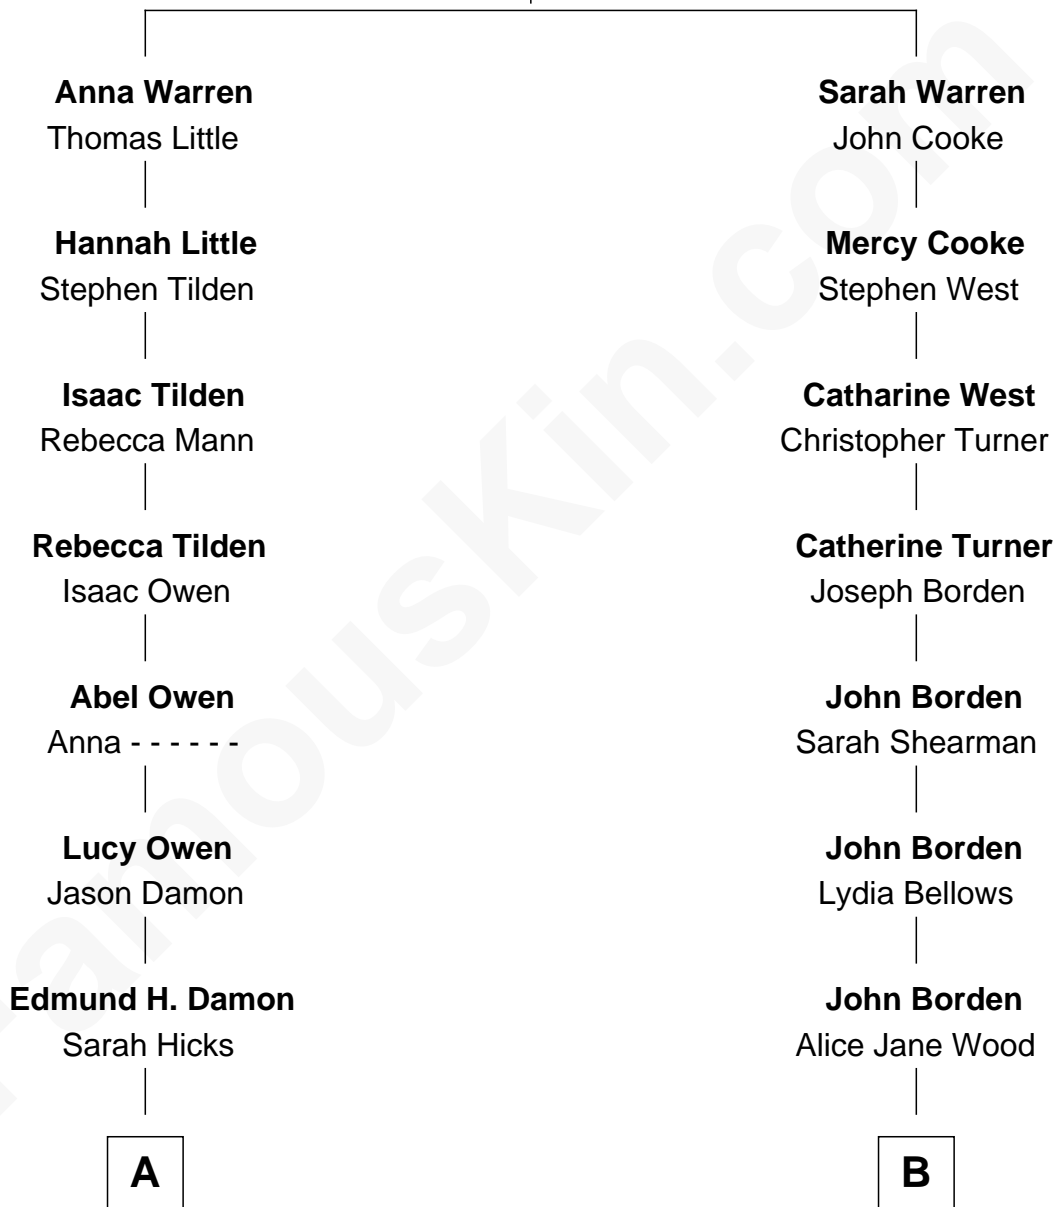 Anna Warren
Thomas Little
Hannah Little
Stephen Tilden
Isaac Tilden
Rebecca Mann
Rebecca Tilden
Isaac Owen
Abel Owen
Anna - - - - - -
Lucy Owen
Jason Damon
Edmund H. Damon
Sarah Hicks
A
Sarah Warren
John Cooke
Mercy Cooke
Stephen West
Catharine West
Christopher Turner
Catherine Turner
Joseph Borden
John Borden
Sarah Shearman
John Borden
Lydia Bellows
John Borden
Alice Jane Wood
B
FamousKin.com